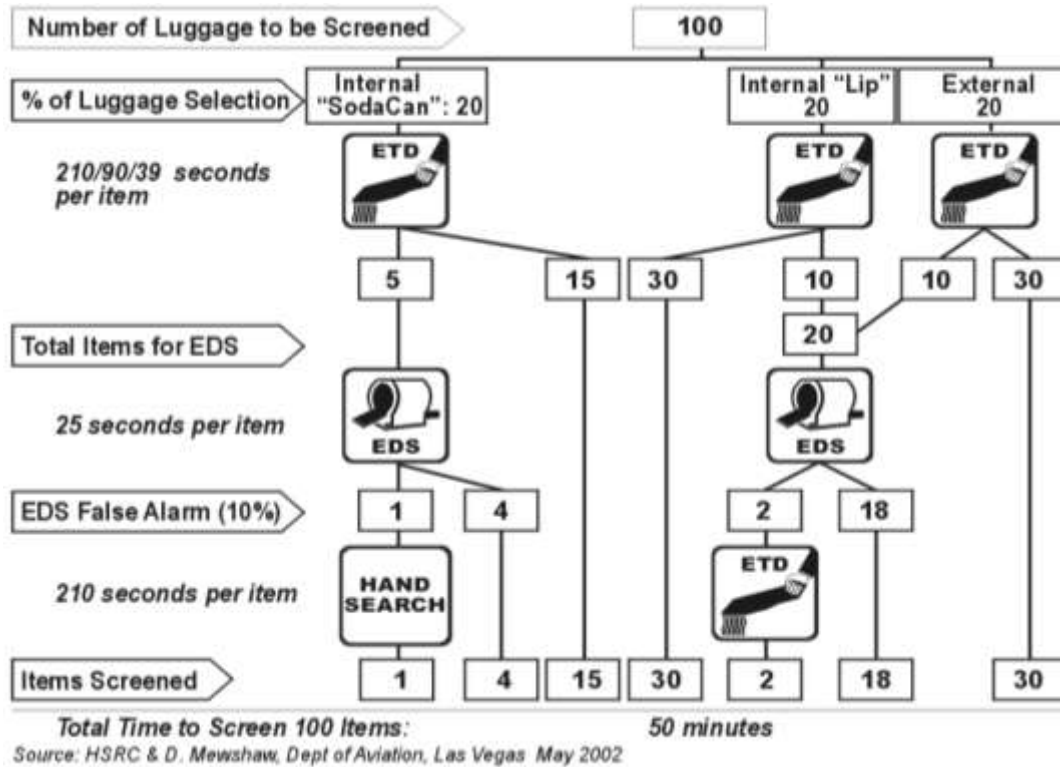 Number of Luggage to be Screened
100
% of Luggage Selection
Internal
"SodaCan": 20
Internal "Lip"
20
External
20
210/90/39 seconds
per item
ETD
ETD
ETD
5
15
30
10
10
30
20
Total Items for EDS
25 seconds per item
EDS
EDS
EDS False Alarm (10%)
1
4
2
18
210 seconds per item
HAND
SEARCH
ETD
Items Screened
1
4
15
30
2
18
30
Total Time to Screen 100 Items: 50 minutes
Source: HSRC & D. Mewshaw, Dept of Aviation, Las Vegas May 2002